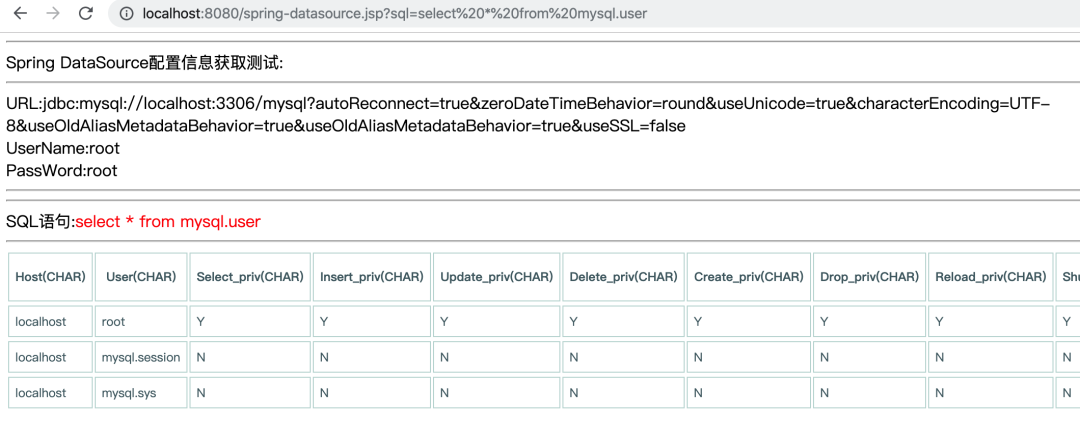 localhost:8080/spring-datasource.jsp?sql=select%20*%20from%20mysql.user
Spring DataSource配置信息获取测试:
URL:jdbc:mysql://localhost:3306/mysql?autoReconnect=true&zeroDateTimeBehavior=round&useUnicode=true&characterEncoding=UTF-
8&useOldAliasMetadataBehavior=true&useOldAliasMetadataBehavior=true&useSSL=false
UserName:root
PassWord:root
SQL语句:select * from mysql.user
Host(CHAR) User(CHAR) Select_priv(CHAR) Insert_priv(CHAR) Update_priv(CHAR) Delete_priv(CHAR) Create_priv(CHAR) Drop_priv(CHAR) Reload_priv(CHAR)
localhost root Y Y Y Y Y Y Y Y
localhost mysql.session N N N N N N N N
localhost mysql.sys N N N N N N N N